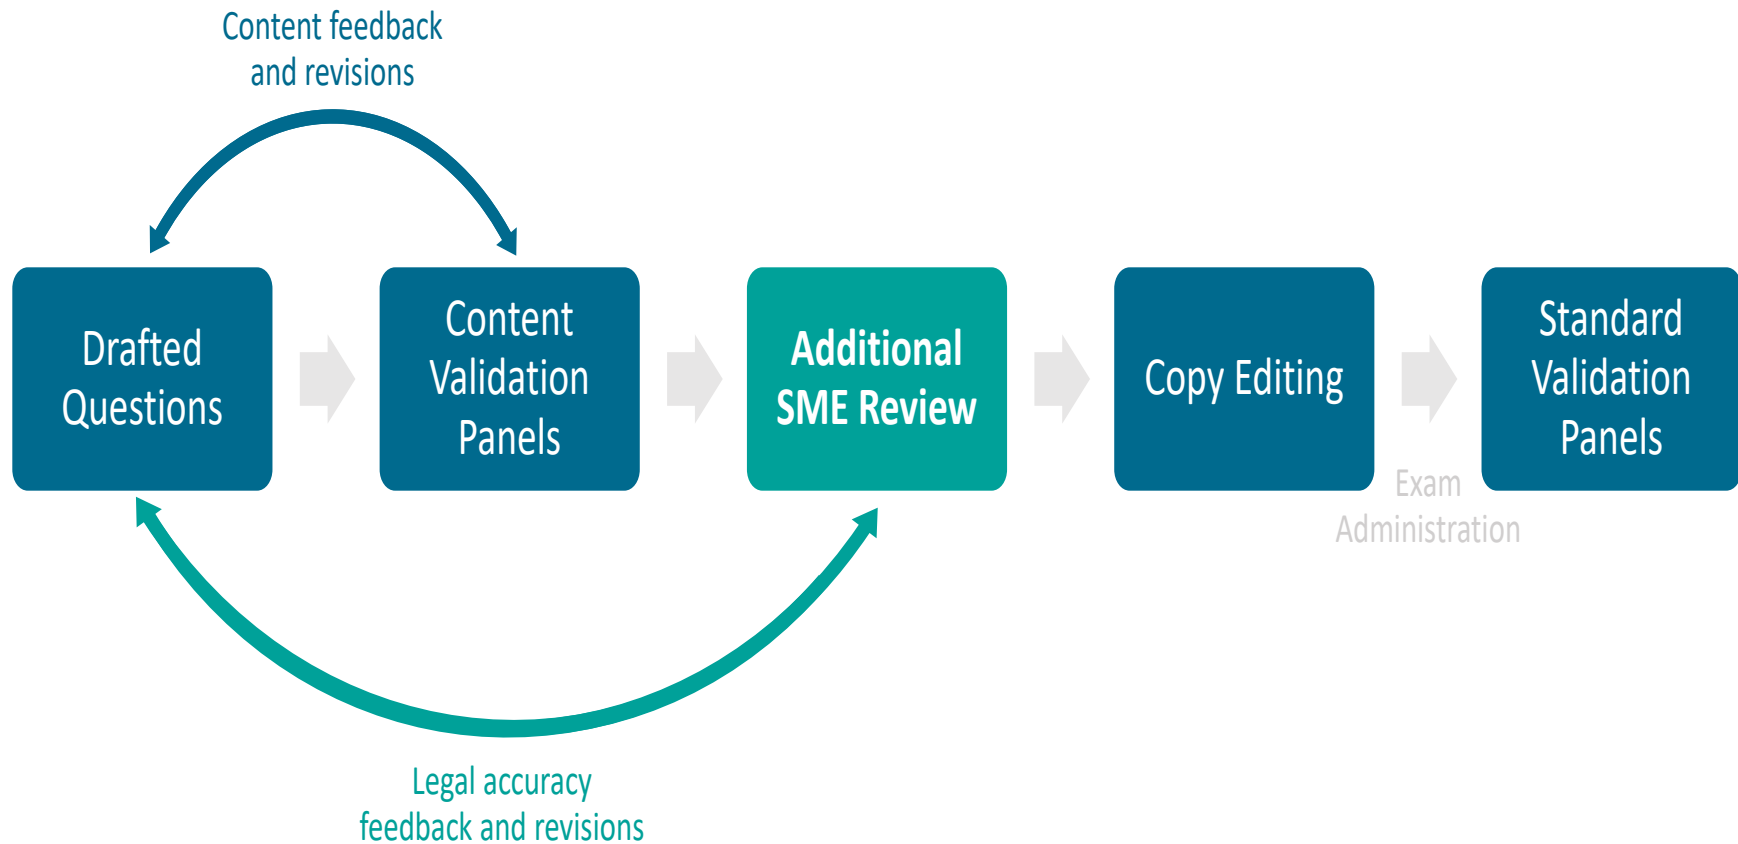 Content feedback
and revisions
Drafted
Questions
Content
Validation
Panels
Additional
SME Review
Copy Editing
Exam
Administration
Standard
Validation
Panels
Legal accuracy
feedback and revisions